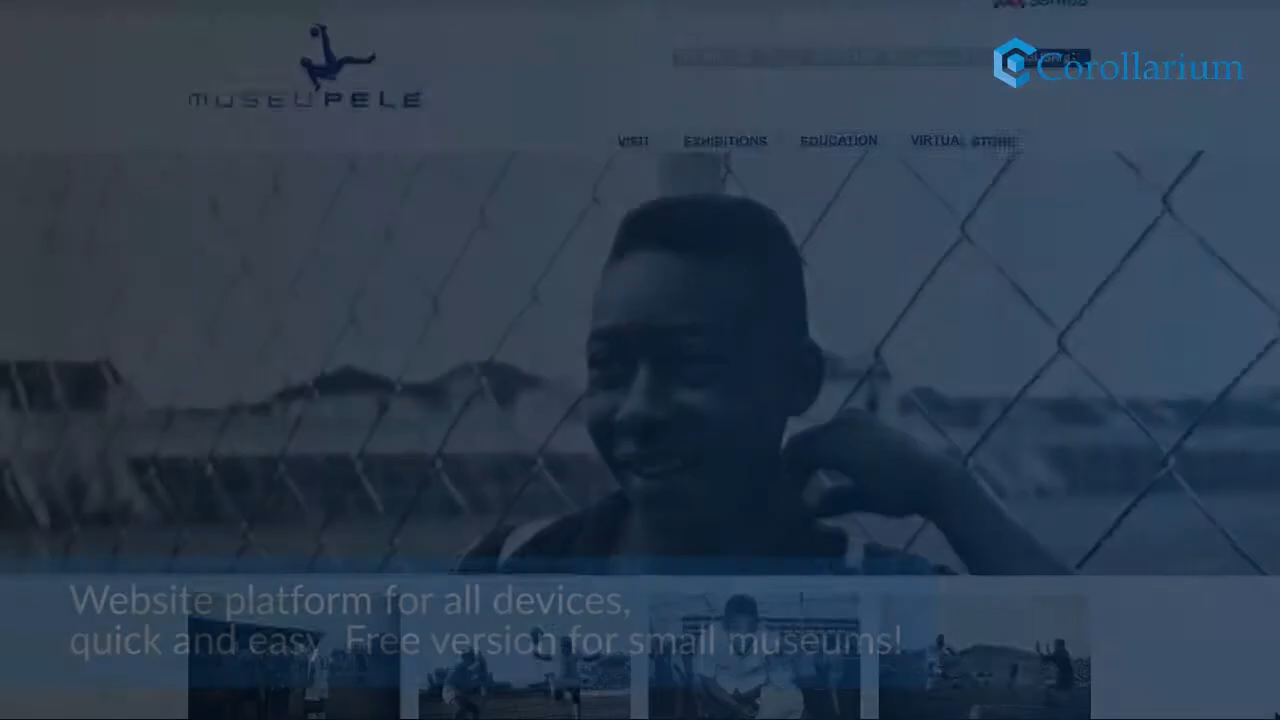 MUSEUPELÉ
Corollarium
VISIT EXHIBITIONS EDUCATION VIRTUAL STORE
Website platform for all devices,
quick and easy. Free version for small museums!